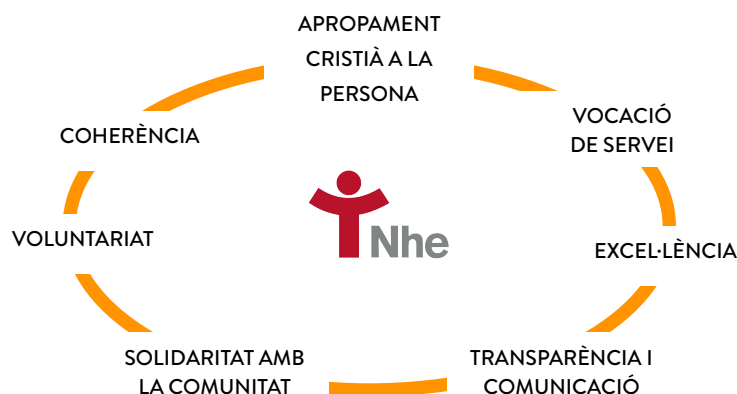 APROPAMENT
CRISTIÀ A LA
PERSONA
VOCACIÓ
DE SERVEI
COHERÈNCIA
Nhe
VOLUNTARIAT
EXCEL·LÈNCIA
SOLIDARITAT AMB
LA COMUNITAT
TRANSPARÈNCIA I
COMUNICACIÓ